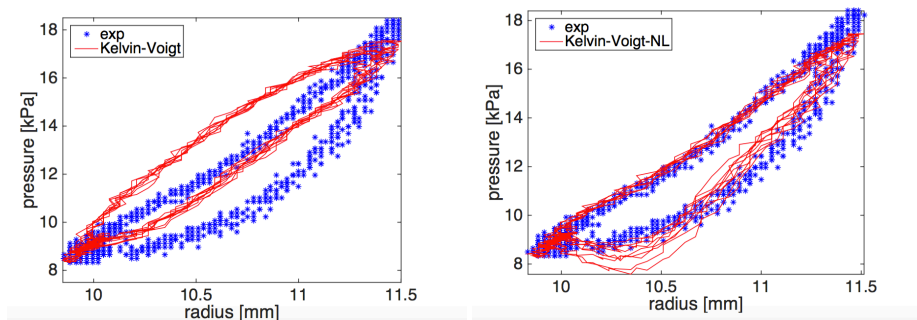 18
16
14
12
10
8
pressure [kPa]
exp
Kelvin-Voigt
10
10.5
11
11.5
radius [mm]
18
16
14
12
10
8
pressure [kPa]
exp
Kelvin-Voigt-NL
10
10.5
11
11.5
radius [mm]